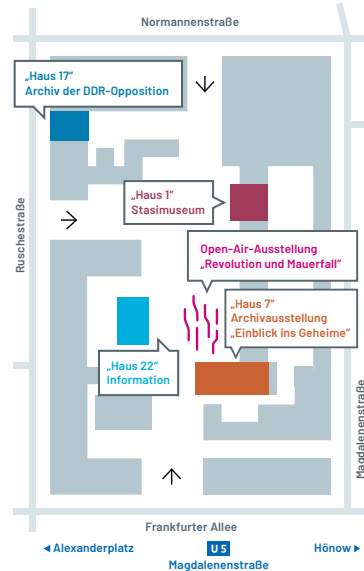 Normannenstraße
„Haus 17“
Archiv der DDR-Opposition
„Haus 1“
Stasimuseum
Ruschestraße
Open-Air-Ausstellung
„Revolution und Mauerfall“
„Haus 7“
Archivausstellung
„Einblick ins Geheime“
„Haus 22“
Information
Magdalenenstraße
Frankfurter Allee
Alexanderplatz
U 5
Hönow
Magdalenenstraße